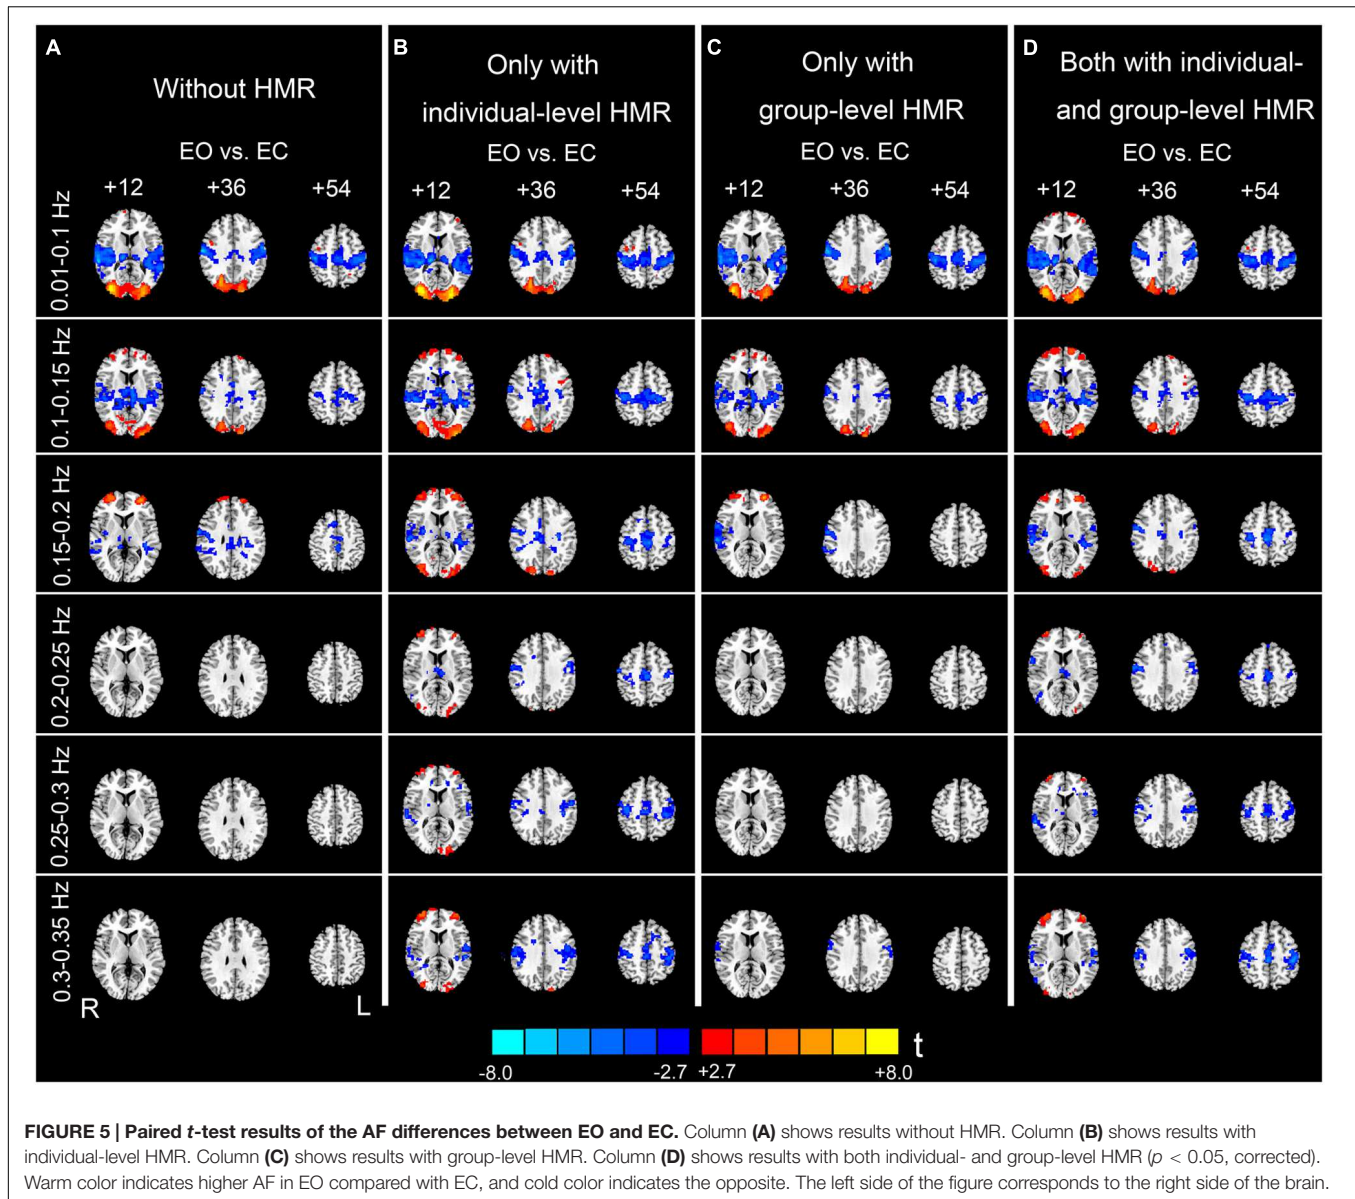 A
Without HMR
EO vs. EC
+12 +36 +54
B
Only with
individual-level HMR
EO vs. EC
+12 +36 +54
C
Only with
group-level HMR
EO vs. EC
+12 +36 +54
D
Both with individual-
and group-level HMR
EO vs. EC
+12 +36 +54
0.01-0.1 Hz
0.1-0.15 Hz
0.15-0.2 Hz
0.2-0.25 Hz
0.25-0.3 Hz
0.3-0.35 Hz
R L
t
-8.0 -2.7 +2.7 +8.0
FIGURE 5 | Paired t-test results of the AF differences between EO and EC. Column (A) shows results without HMR. Column (B) shows results with
individual-level HMR. Column (C) shows results with group-level HMR. Column (D) shows results with both individual- and group-level HMR (p < 0.05, corrected).
Warm color indicates higher AF in EO compared with EC, and cold color indicates the opposite. The left side of the figure corresponds to the right side of the brain.